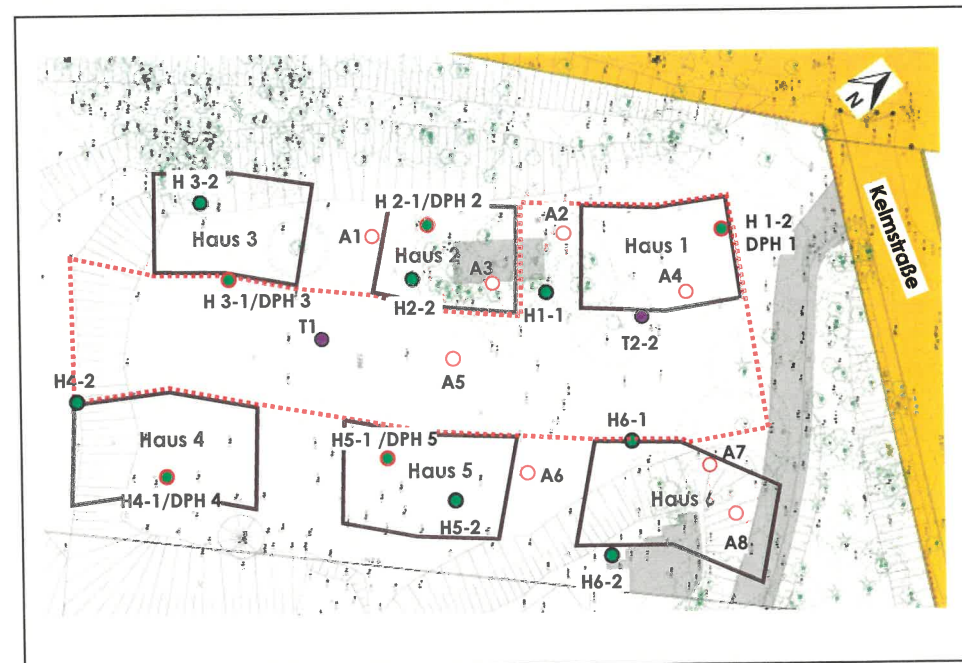 N
Kelmstraße
H 3-2
Haus 3
H 3-1/DPH 3
A1
H 2-1/DPH 2
Haus 2
A3
H2-2
A2
H1-1
Haus 1
A4
H 1-2
DPH 1
T2-2
T1
A5
H4-2
Haus 4
H4-1/DPH 4
H5-1 /DPH 5
Haus 5
H5-2
A6
H6-1
A7
Haus 6
A8
H6-2